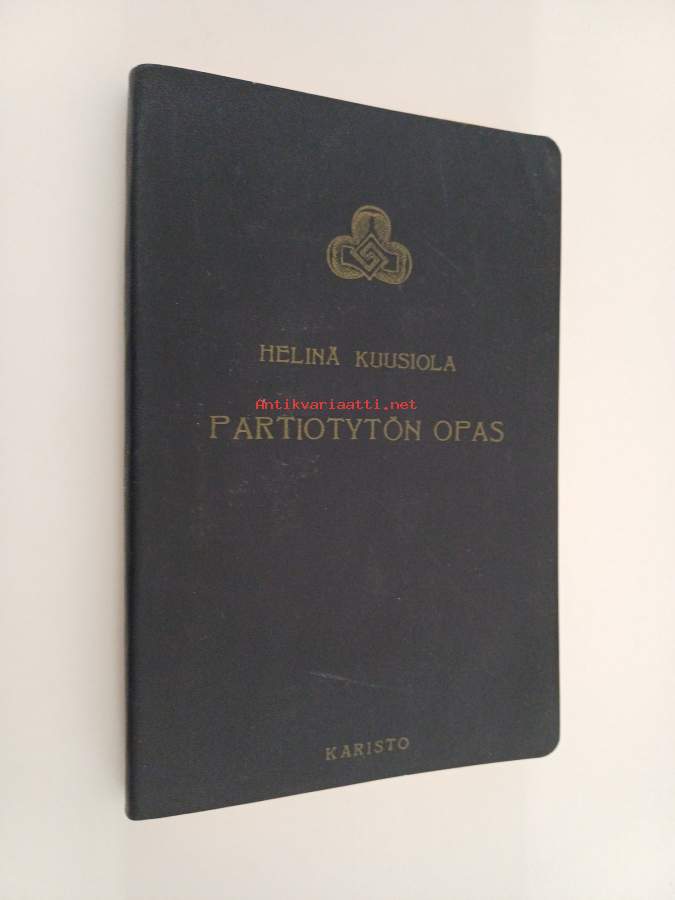 HELINÄ KUUSIOLA
Antikvariaatti.net
PARTIOTYTÖN OPAS
KARISTO